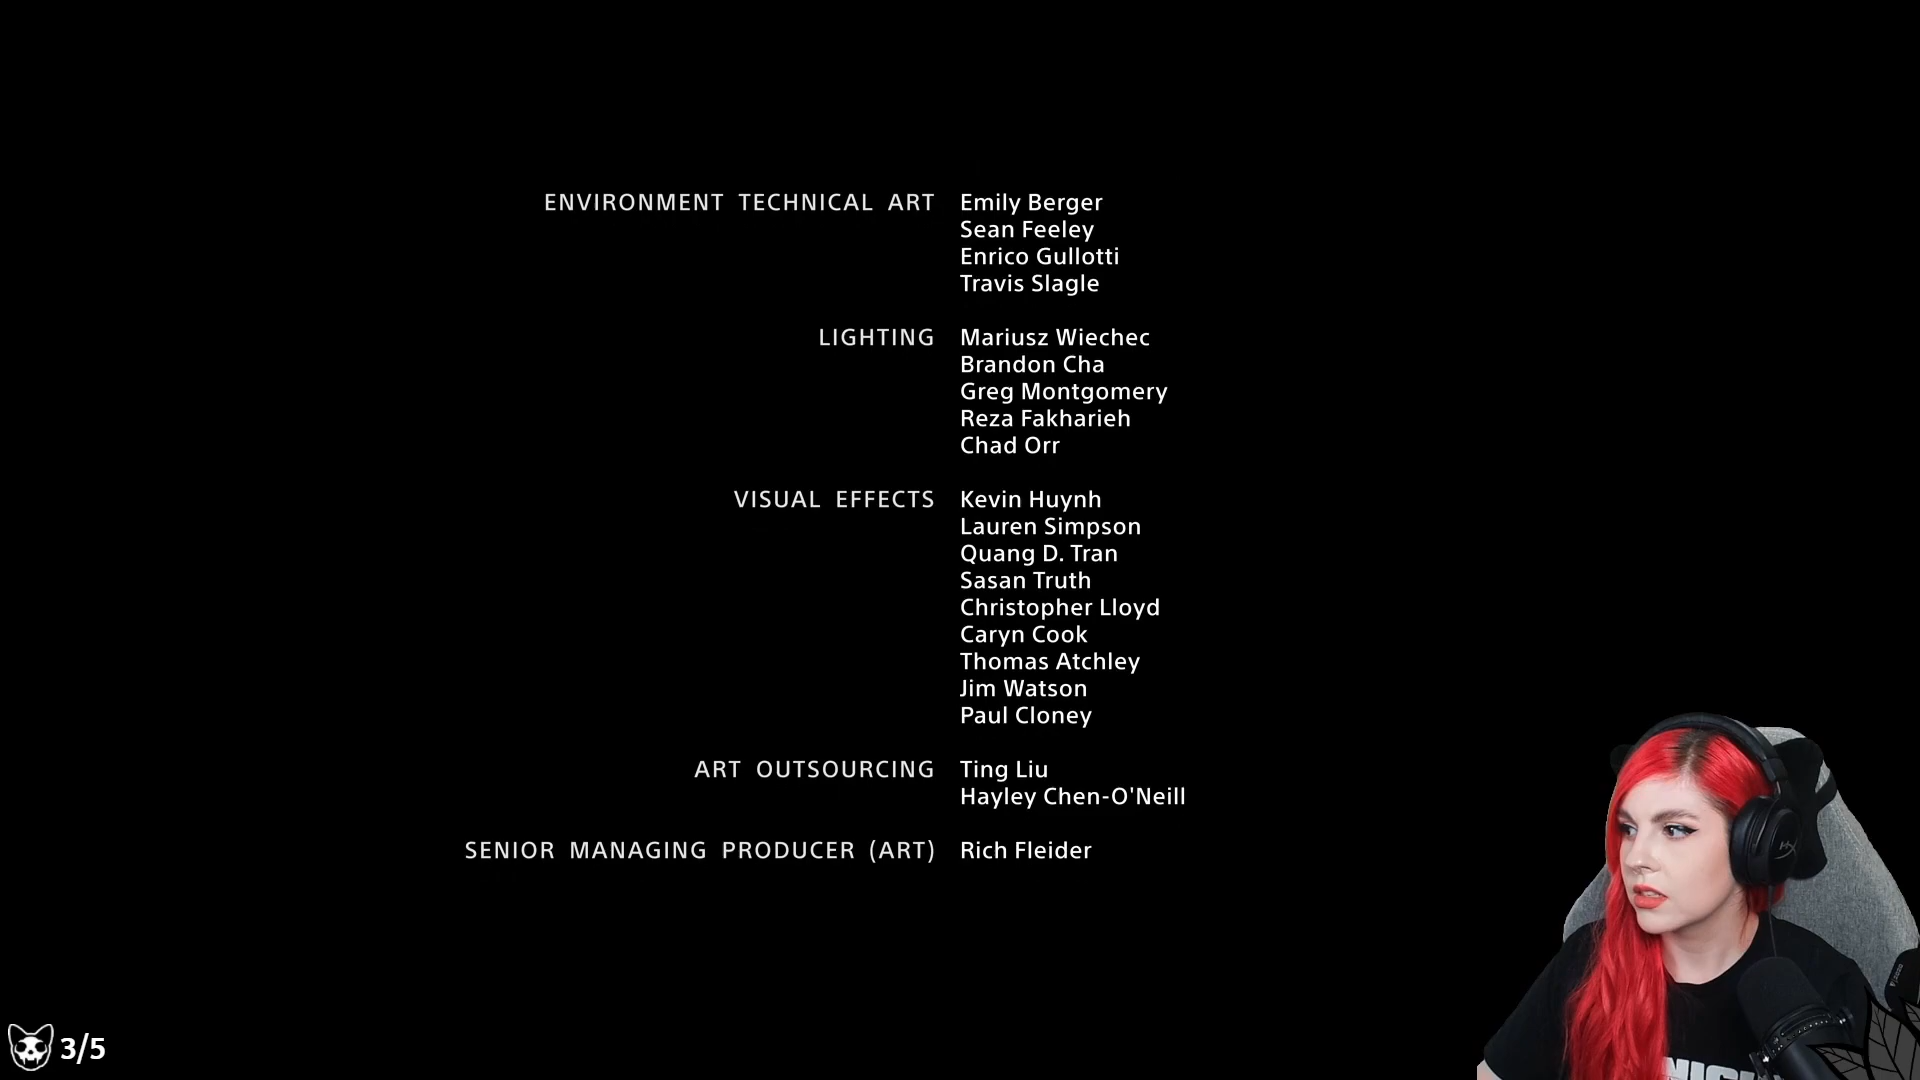 ENVIRONMENT TECHNICAL ART Emily Berger
Sean Feeley
Enrico Gullotti
Travis Slagle
LIGHTING Mariusz Wiechec
Brandon Cha
Greg Montgomery
Reza Fakharieh
Chad Orr
VISUAL EFFECTS Kevin Huynh
Lauren Simpson
Quang D. Tran
Sasan Truth
Christopher Lloyd
Caryn Cook
Thomas Atchley
Jim Watson
Paul Cloney
ART OUTSOURCING Ting Liu
Hayley Chen-O'Neill
SENIOR MANAGING PRODUCER (ART) Rich Fleider
3/5